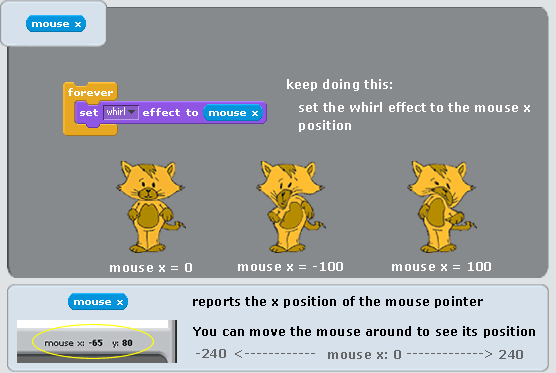 mouse x
forever
set whirl effect to mouse x
keep doing this:
set the whirl effect to the mouse x
position
mouse x = 0
mouse x = -100
mouse x = 100
mouse x
reports the x position of the mouse pointer
You can move the mouse around to see its position
mouse x: -65 y: 80
-240 <------------ mouse x: 0 ------------> 240